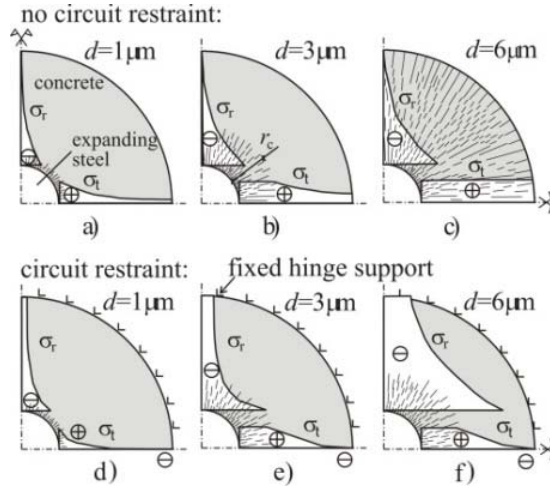 no circuit restraint:
d=1µm
d=3µm
d=6µm
concrete
σr
σr
σr
expanding
steel
rc
σt
σt
σt
⊖
⊖
⊖
⊕
⊕
⊕
a)
b)
c)
circuit restraint:
fixed hinge support
d=1µm
d=3µm
d=6µm
σr
σr
σr
σt
σt
σt
⊖
⊖
⊖
⊕
⊕
⊖
⊖
⊖
d)
e)
f)